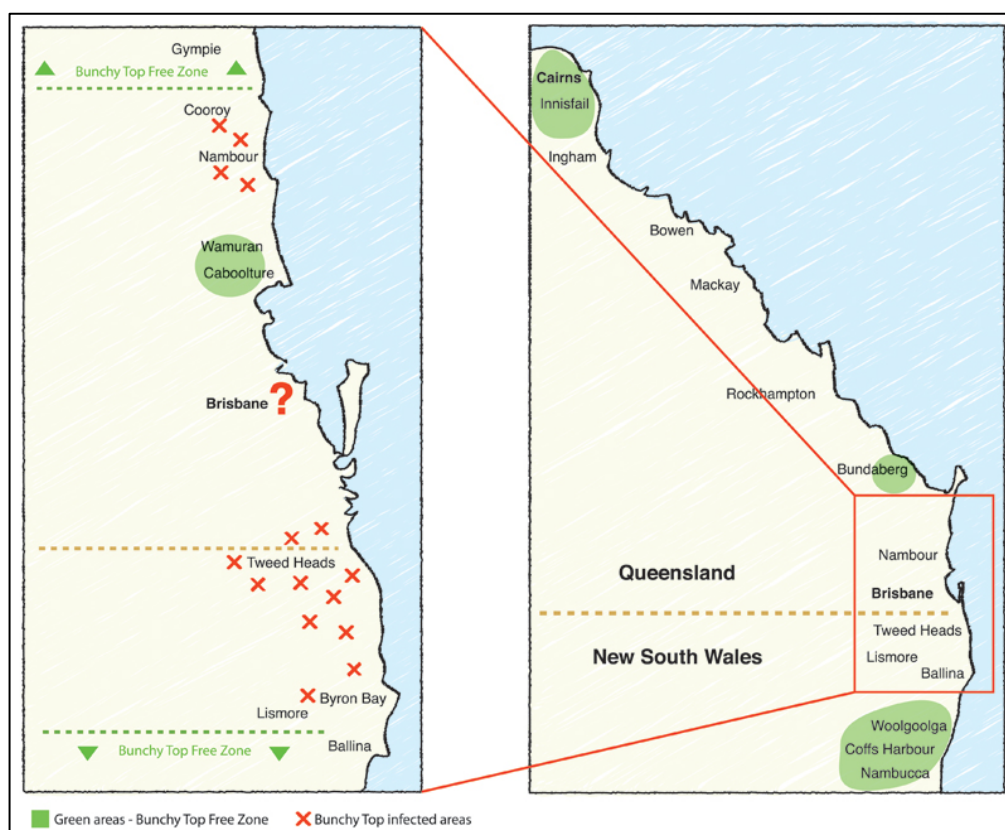 Gympie
Bunchy Top Free Zone
Cooroy
Nambour
Wamuran
Caboolture
Brisbane ?
Tweed Heads
Byron Bay
Lismore
Ballina
Bunchy Top Free Zone
Cairns
Innisfail
Ingham
Bowen
Mackay
Rockhampton
Bundaberg
Nambour
Queensland
Brisbane
Tweed Heads
New South Wales
Lismore
Ballina
Woolgoolga
Coffs Harbour
Nambucca
Green areas - Bunchy Top Free Zone
Bunchy Top infected areas